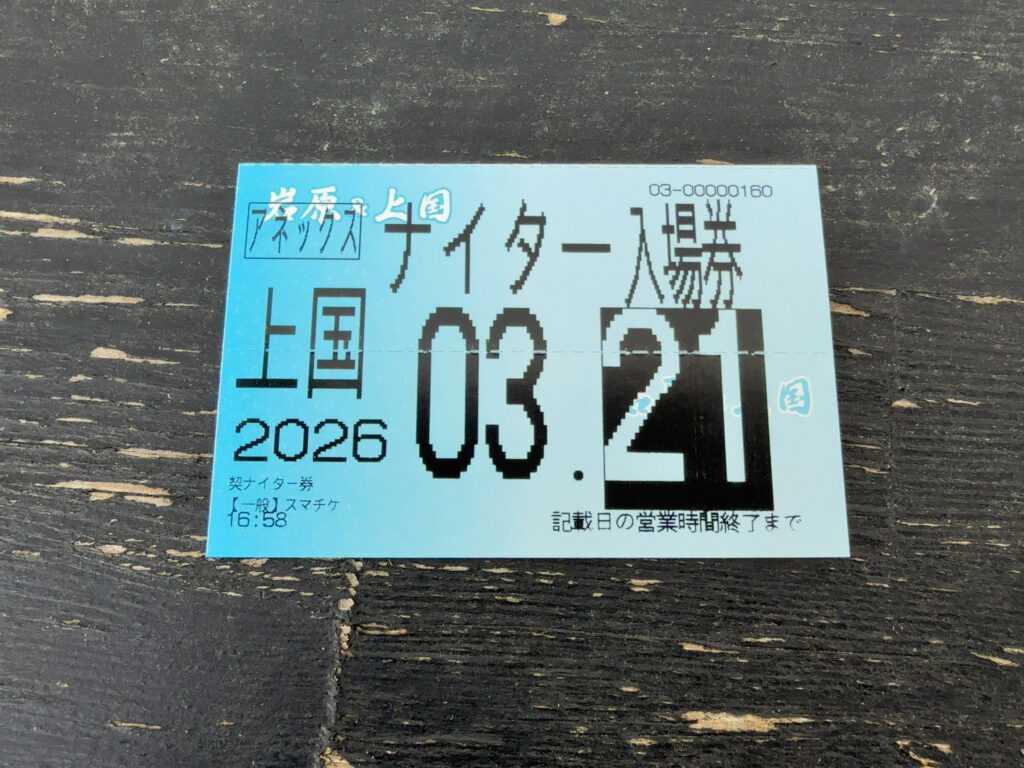 岩原 & 上国
03-00000160
アネックス
ナイター入場券
上国
2026
03.21
契ナイター券
【一般】スマチケ
16:58
記載日の営業時間終了まで
国